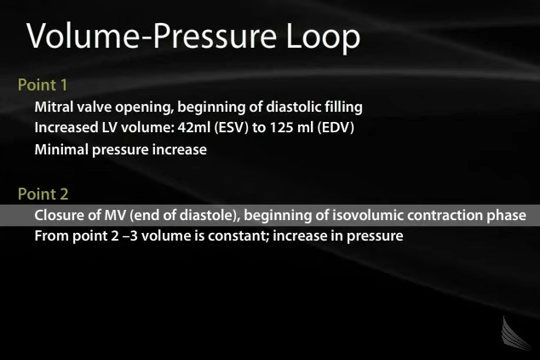 Volume-Pressure Loop
Point 1
Mitral valve opening, beginning of diastolic filling
Increased LV volume: 42ml (ESV) to 125 ml (EDV)
Minimal pressure increase
Point 2
Closure of MV (end of diastole), beginning of isovolumic contraction phase
From point 2 –3 volume is constant; increase in pressure